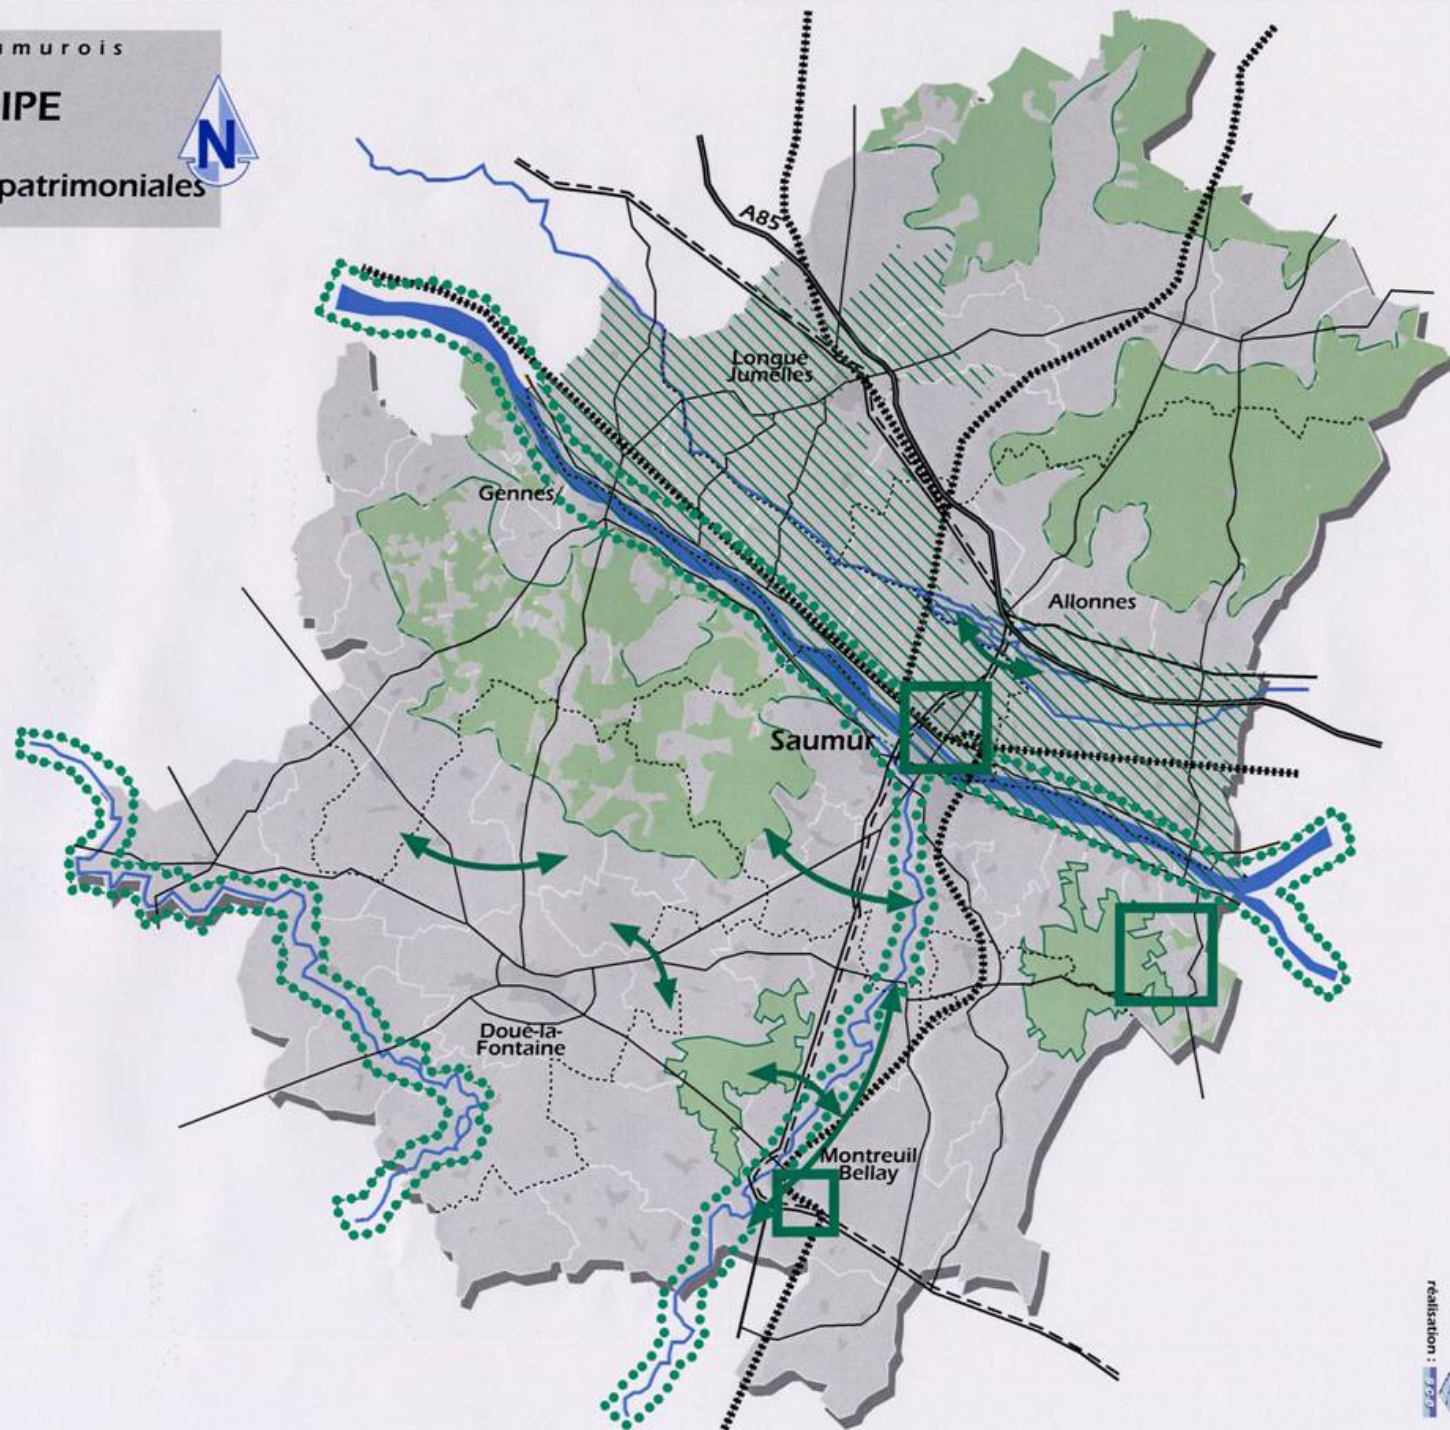 umurois
IPE
N
patrimoniales
A85
Longué
Jumelles
Gennes
Allonnes
Saumur
Doué-la-
Fontaine
Montreuil
Bellay
réalisation :